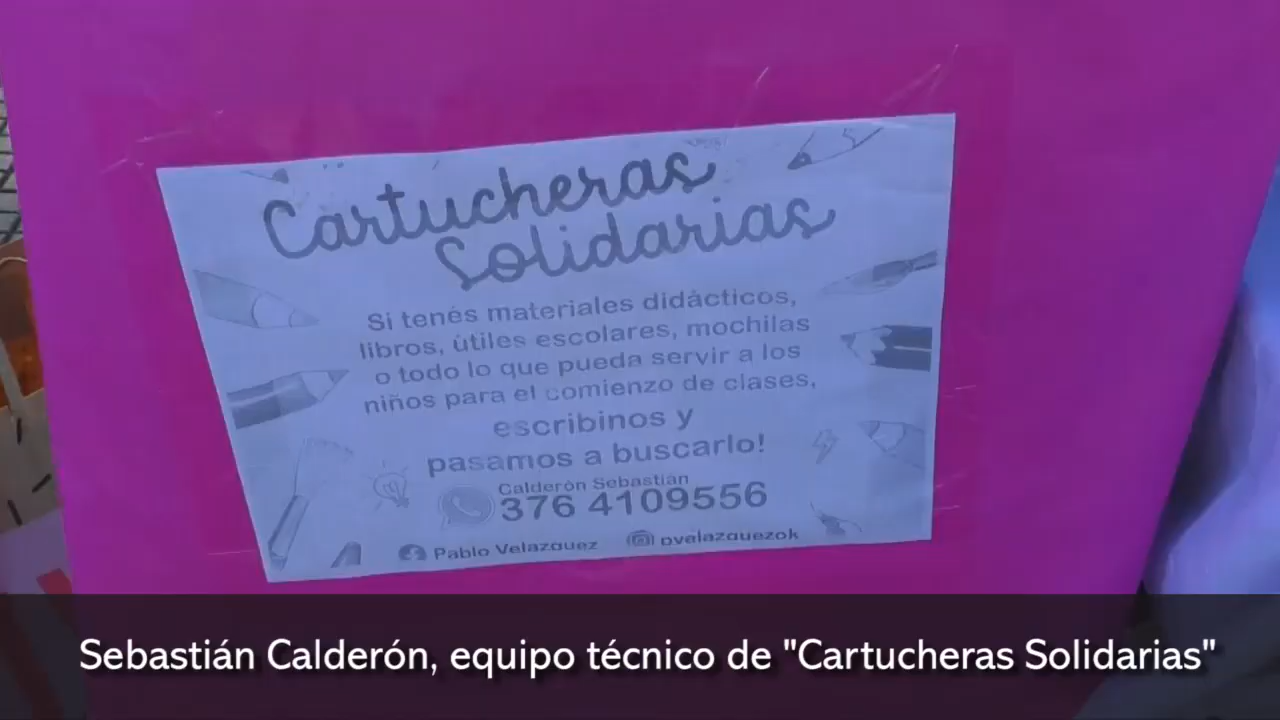 Cartucheras
Solidarias
Si tenés materiales didácticos,
libros, útiles escolares, mochilas
o todo lo que pueda servir a los
niños para el comienzo de clases,
escribinos y
pasamos a buscarlo!
Calderón Sebastián
376 4109556
Pablo Velazquez pvelazquezok
Sebastián Calderón, equipo técnico de "Cartucheras Solidarias"